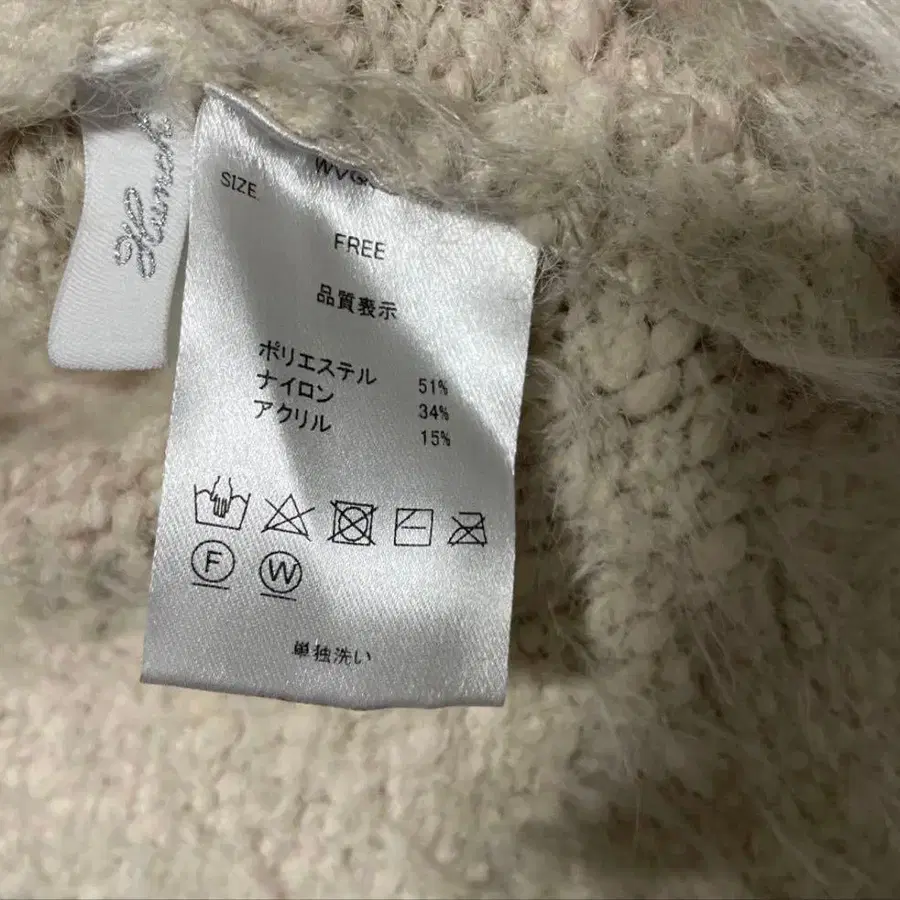 SIZE
FREE
品質表示
ポリエステル 51%
ナイロン 34%
アクリル 15%
F W
単独洗い